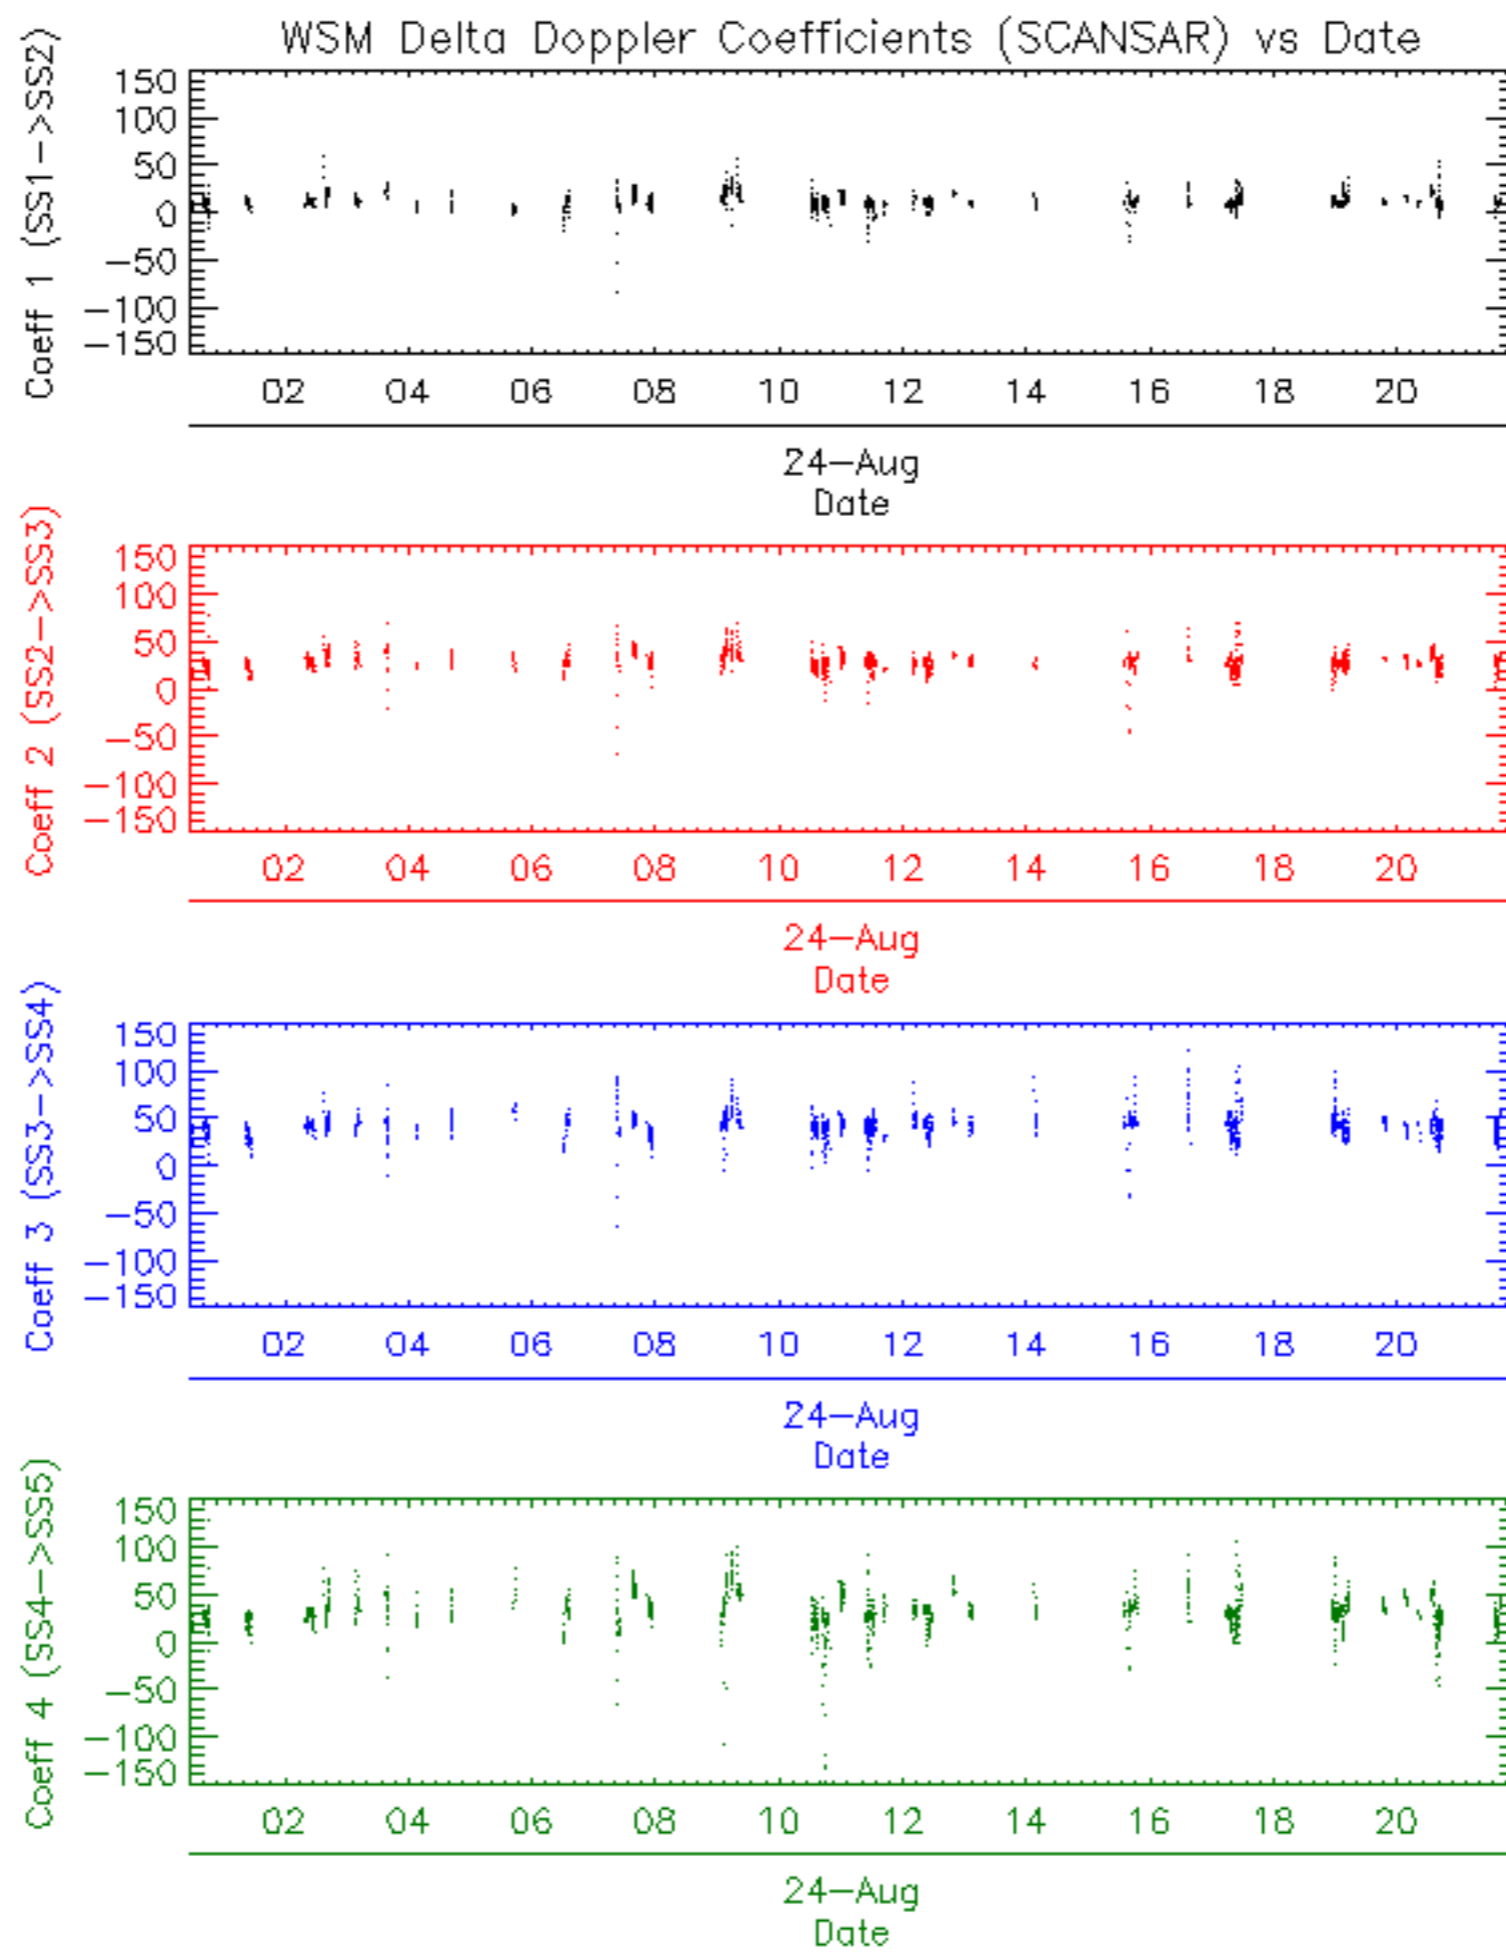 WSM Delta Doppler Coefficients (SCANSAR) vs Date
Coeff 1 (SS1->SS2)
150
100
50
0
-50
-100
-150
02 04 06 08 10 12 14 16 18 20
24-Aug
Date
Coeff 2 (SS2->SS3)
150
100
50
0
-50
-100
-150
02 04 06 08 10 12 14 16 18 20
24-Aug
Date
Coeff 3 (SS3->SS4)
150
100
50
0
-50
-100
-150
02 04 06 08 10 12 14 16 18 20
24-Aug
Date
Coeff 4 (SS4->SS5)
150
100
50
0
-50
-100
-150
02 04 06 08 10 12 14 16 18 20
24-Aug
Date